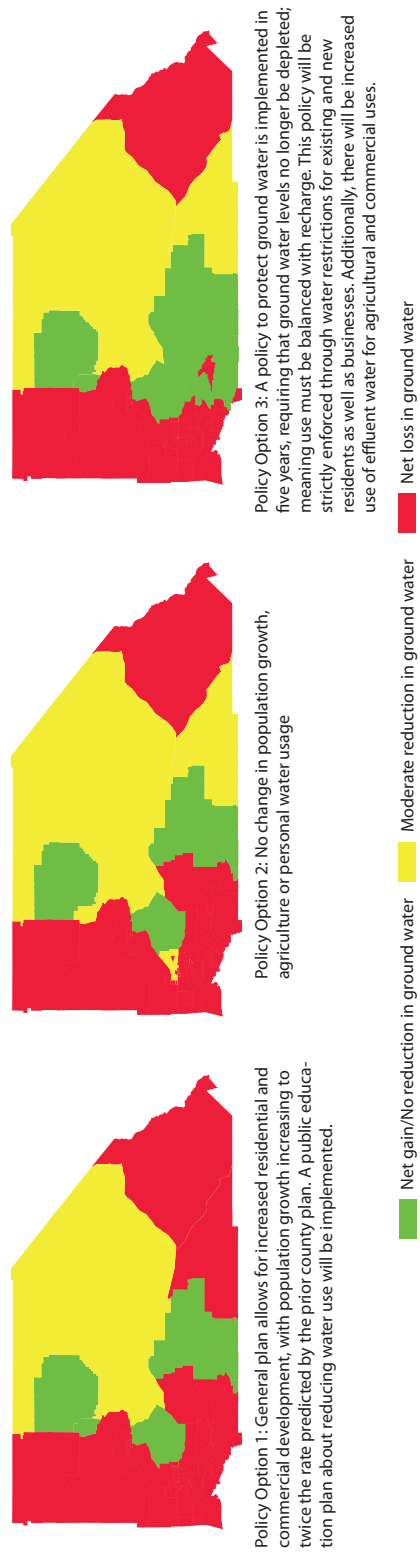 Policy Option 1: General plan allows for increased residential and
commercial development, with population growth increasing to
twice the rate predicted by the prior county plan. A public educa-
tion plan about reducing water use will be implemented.
Policy Option 2: No change in population growth,
agriculture or personal water usage
Policy Option 3: A policy to protect ground water is implemented in
five years, requiring that ground water levels no longer be depleted;
meaning use must be balanced with recharge. This policy will be
strictly enforced through water restrictions for existing and new
residents as well as businesses. Additionally, there will be increased
use of effluent water for agricultural and commercial uses.
Net gain/No reduction in ground water
Moderate reduction in ground water
Net loss in ground water